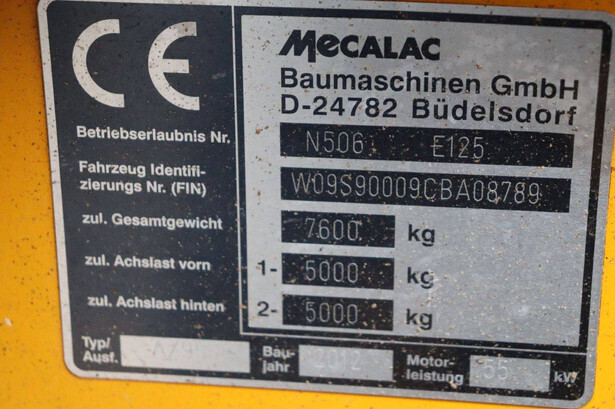 CE
MECALAC
Baumaschinen GmbH
D-24782 Büdelsdorf
Betriebserlaubnis Nr. N506 E125
Fahrzeug Identifi-
zierungs Nr. (FIN) W09S90009CBA08789
zul. Gesamtgewicht 7600 kg
zul. Achslast vorn 1- 5000 kg
zul. Achslast hinten 2- 5000 kg
Typ/
Ausf.
Bau-
jahr 2012
Motor-
leistung 55 kW